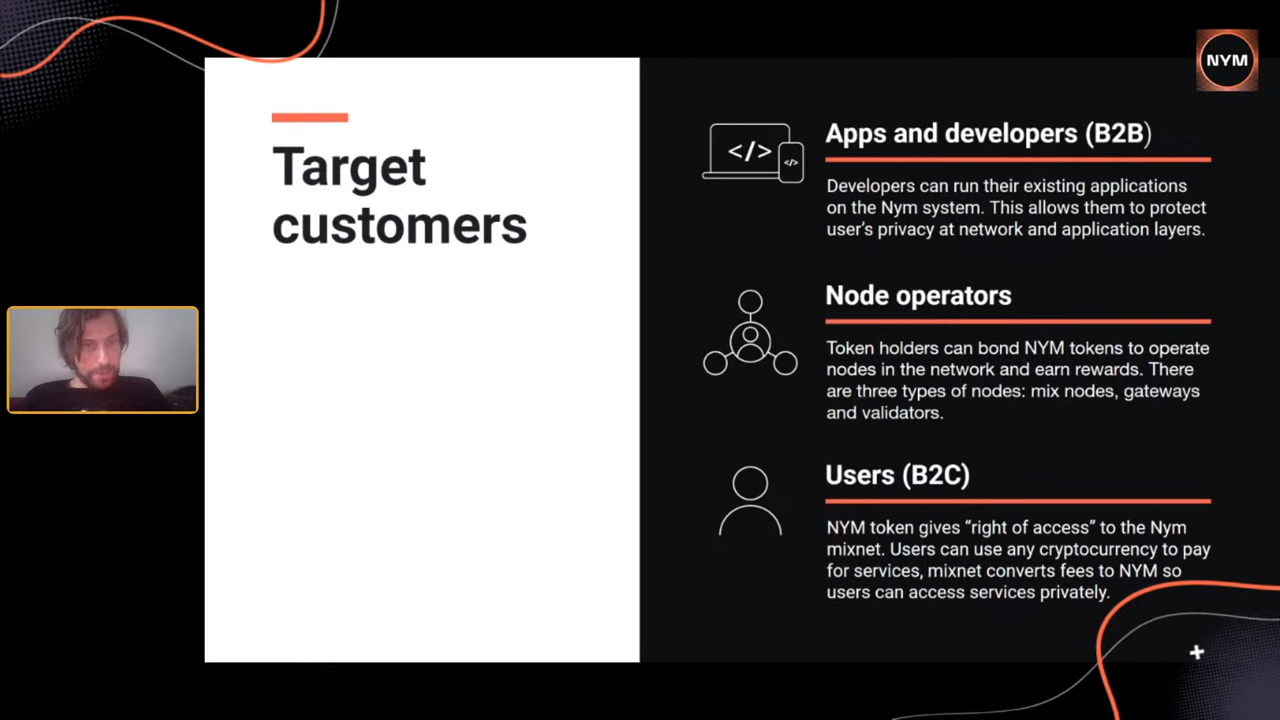 NYM
Target
customers
</>
</>
Apps and developers (B2B)
Developers can run their existing applications
on the Nym system. This allows them to protect
user's privacy at network and application layers.
Node operators
Token holders can bond NYM tokens to operate
nodes in the network and earn rewards. There
are three types of nodes: mix nodes, gateways
and validators.
Users (B2C)
NYM token gives “right of access” to the Nym
mixnet. Users can use any cryptocurrency to pay
for services, mixnet converts fees to NYM so
users can access services privately.